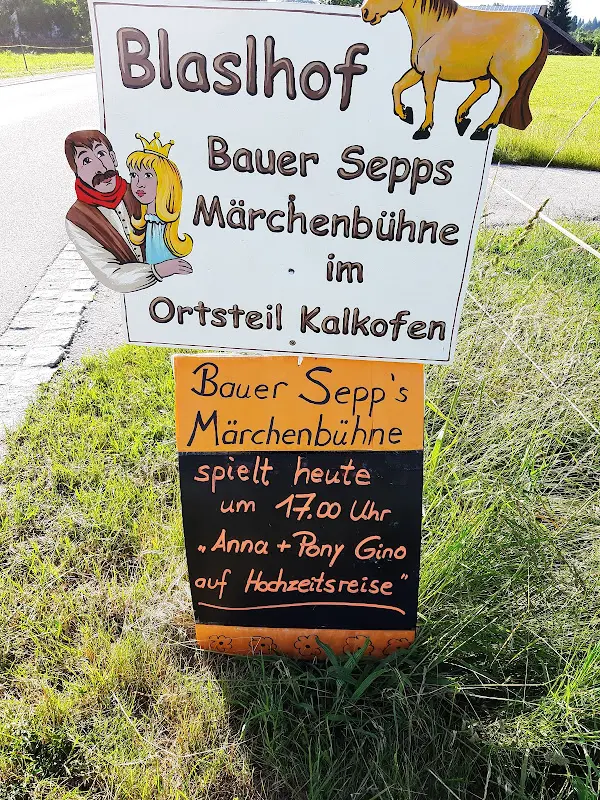 Blaslhof
Bauer Sepps
Märchenbühne
im
Ortsteil Kalkofen
Bauer Sepp's
Märchenbühne
spielt heute
um 17.00 Uhr
„Anna + Pony Gino
auf Hochzeitsreise"